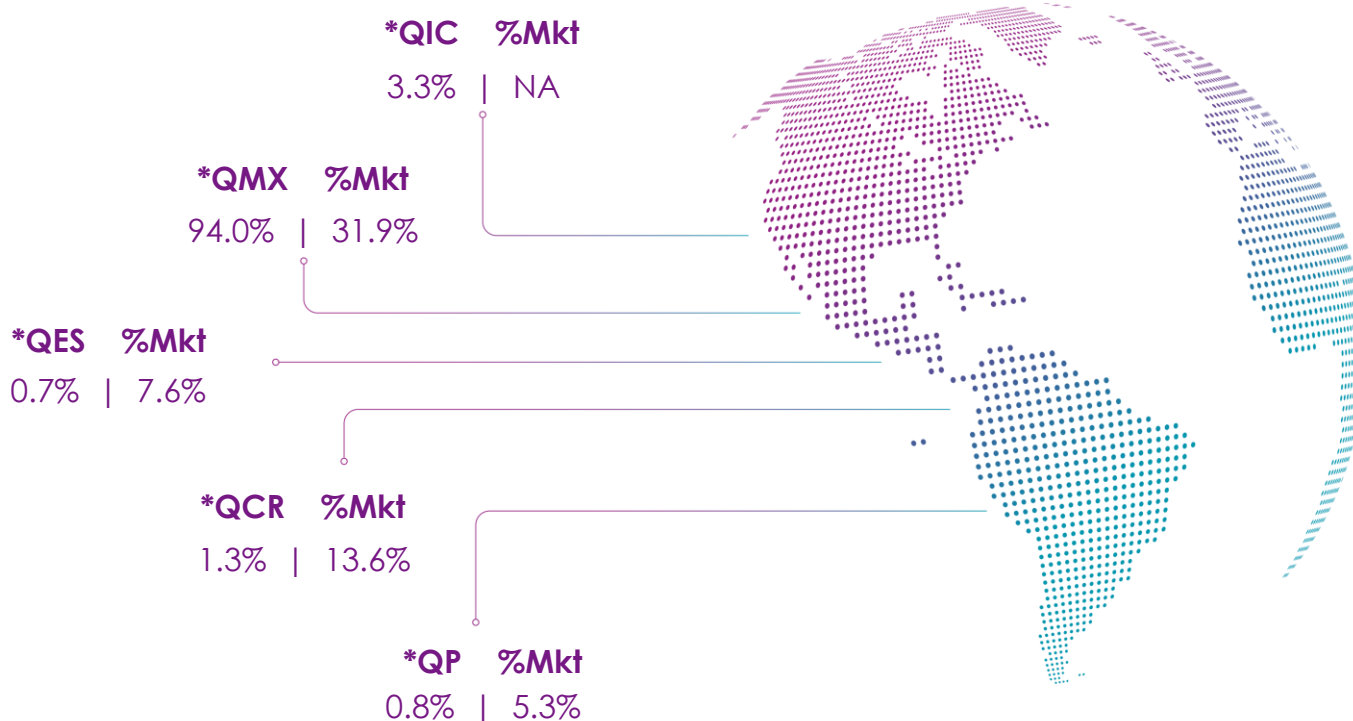 *QIC %Mkt
3.3% | NA
*QMX %Mkt
94.0% | 31.9%
*QES %Mkt
0.7% | 7.6%
*QCR %Mkt
1.3% | 13.6%
*QP %Mkt
0.8% | 5.3%